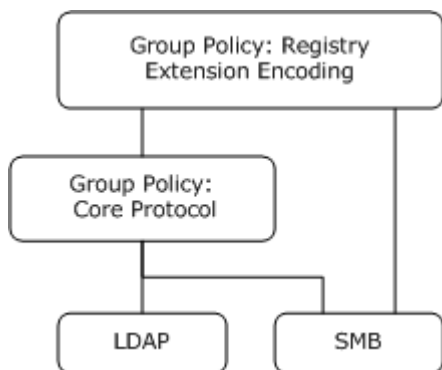 Group Policy: Registry
Extension Encoding
Group Policy:
Core Protocol
LDAP
SMB